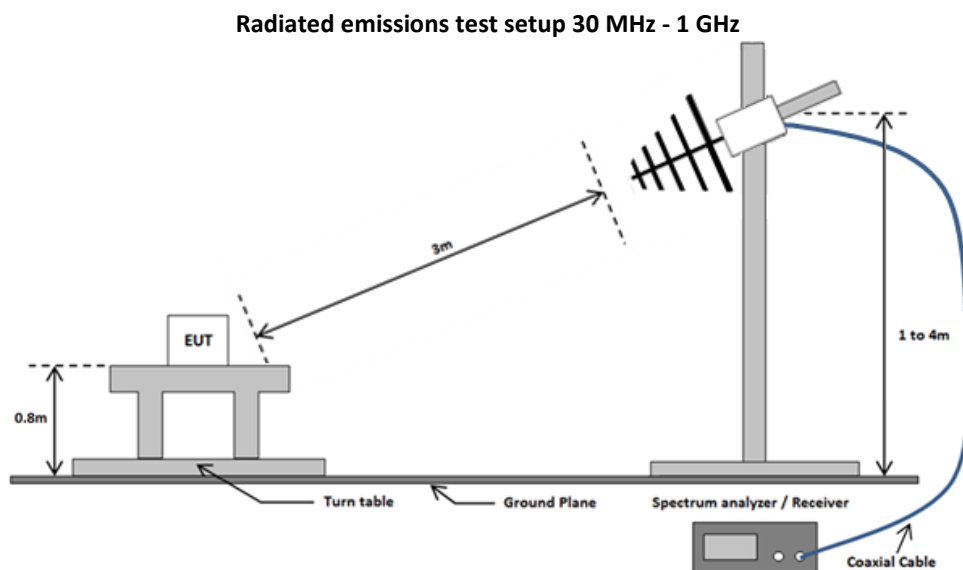 Radiated emissions test setup 30 MHz - 1 GHz
3m
EUT
1 to 4m
0.8m
Turn table
Ground Plane
Spectrum analyzer / Receiver
Coaxial Cable